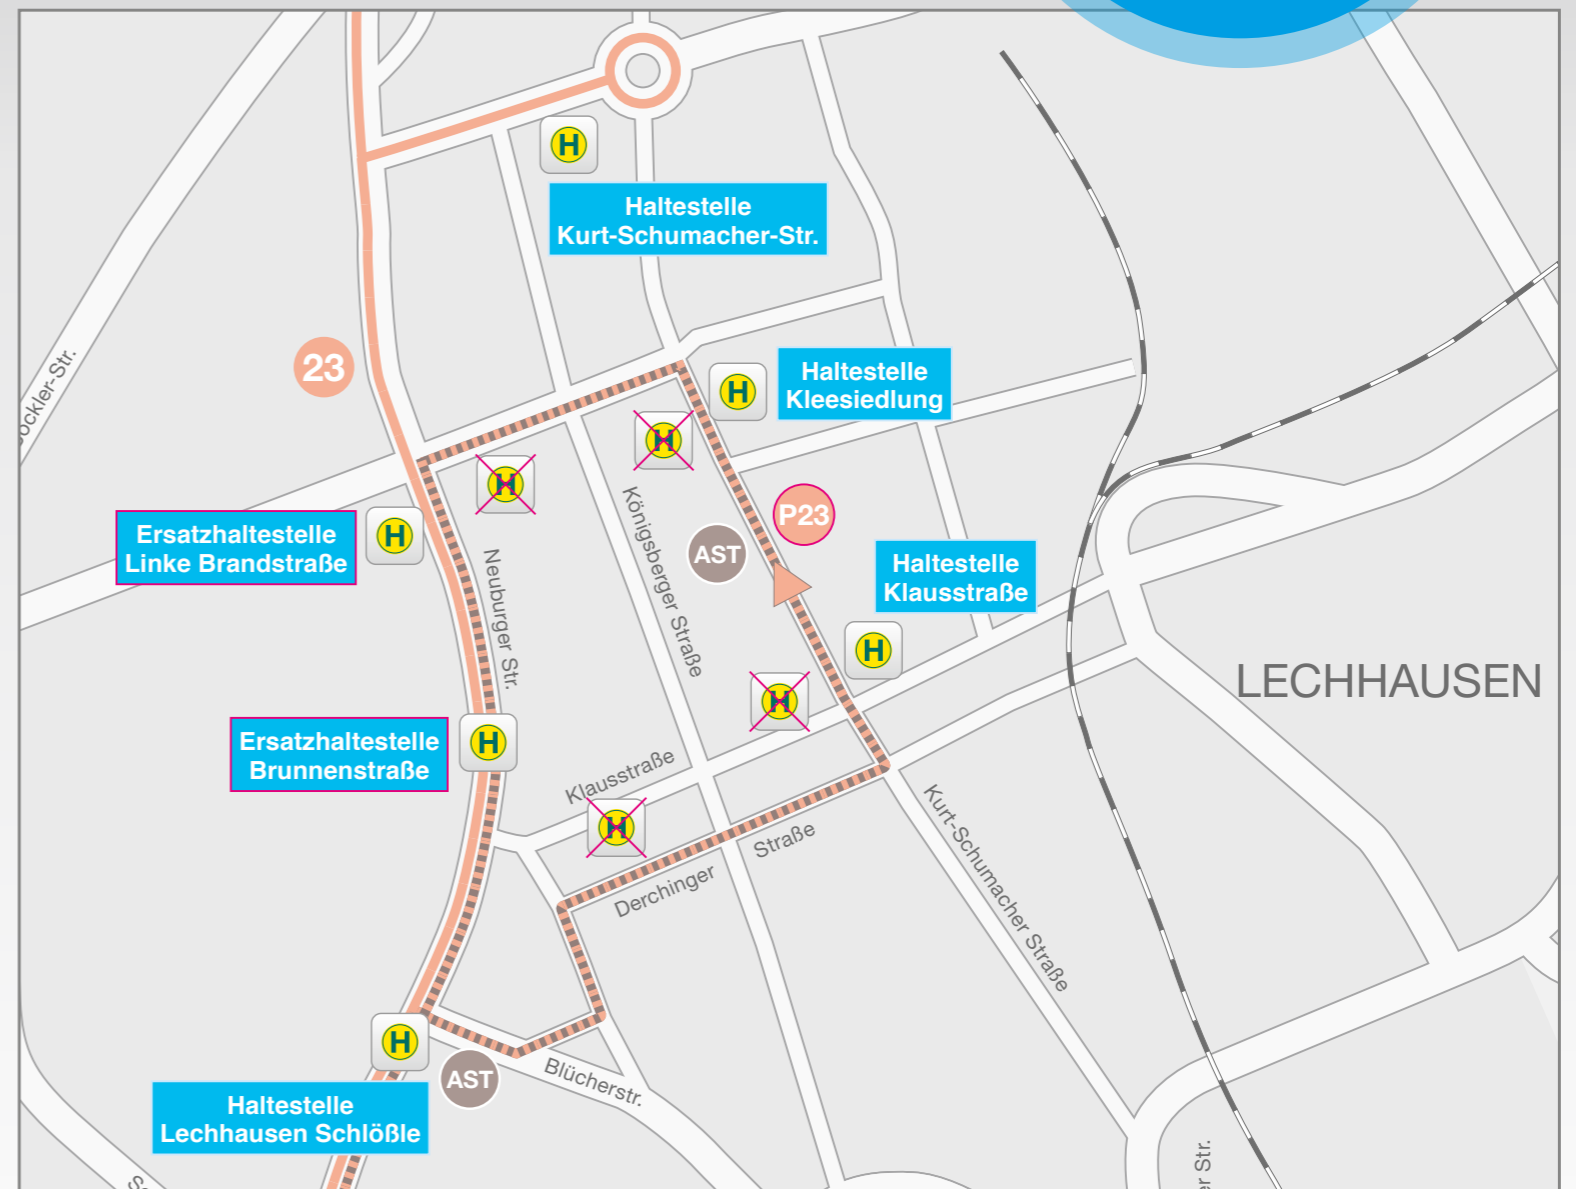 H
Haltestelle
Kurt-Schumacher-Str.
23
H
Haltestelle
Kleesiedlung
H
H
Königsberger Straße
P23
Ersatzhaltestelle
Linke Brandstraße
H
Neuburger Str.
AST
Haltestelle
Klausstraße
H
LECHHAUSEN
H
Ersatzhaltestelle
Brunnenstraße
H
Klausstraße
H
Derchinger Straße
Kurt-Schumacher Straße
H
AST
Blücherstr.
Haltestelle
Lechhausen Schlößle
Str.